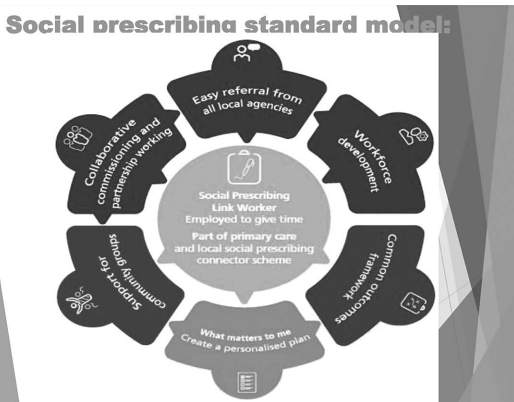 Social prescribing standard model:
Easy referral from
all local agencies
Workforce
development
Common outcomes
framework
What matters to me
Create a personalised plan
Support for
community groups
Collaborative
commissioning and
partnership working
Social Prescribing
Link Worker
Employed to give time
Part of primary care
and local social prescribing
connector scheme